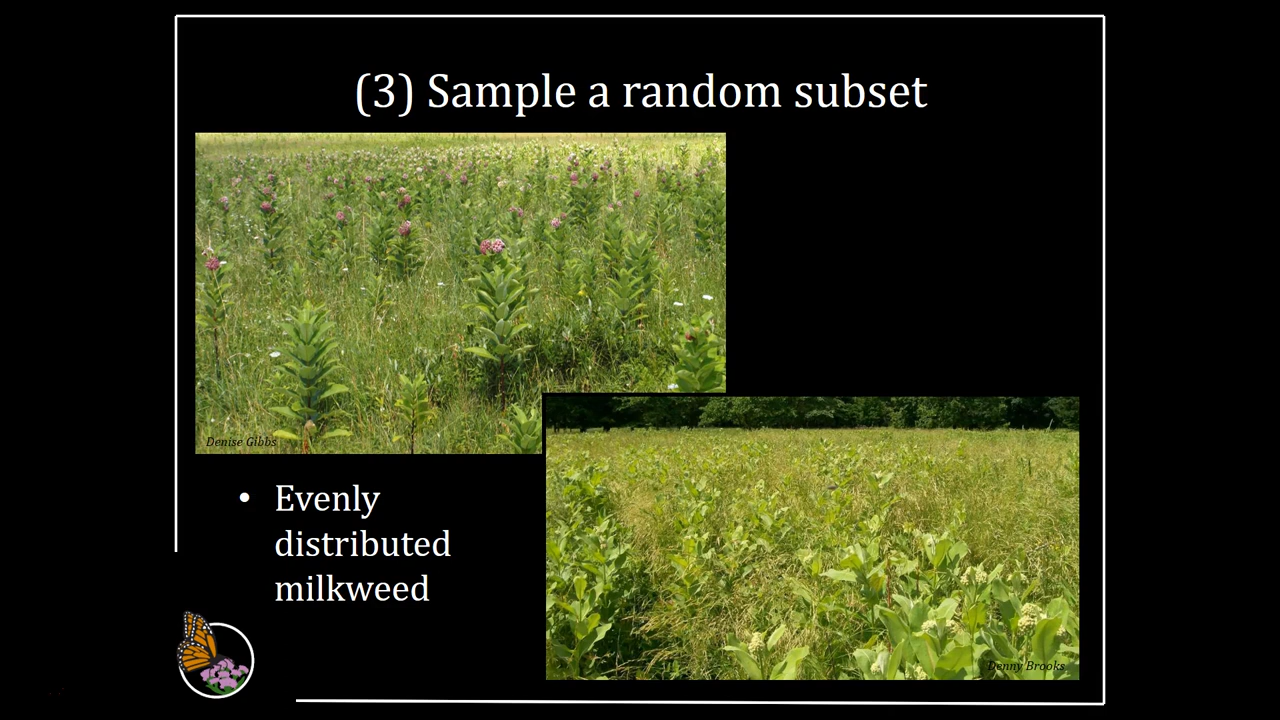 (3) Sample a random subset
Denise Gibbs
• Evenly
distributed
milkweed
Denny Brooks